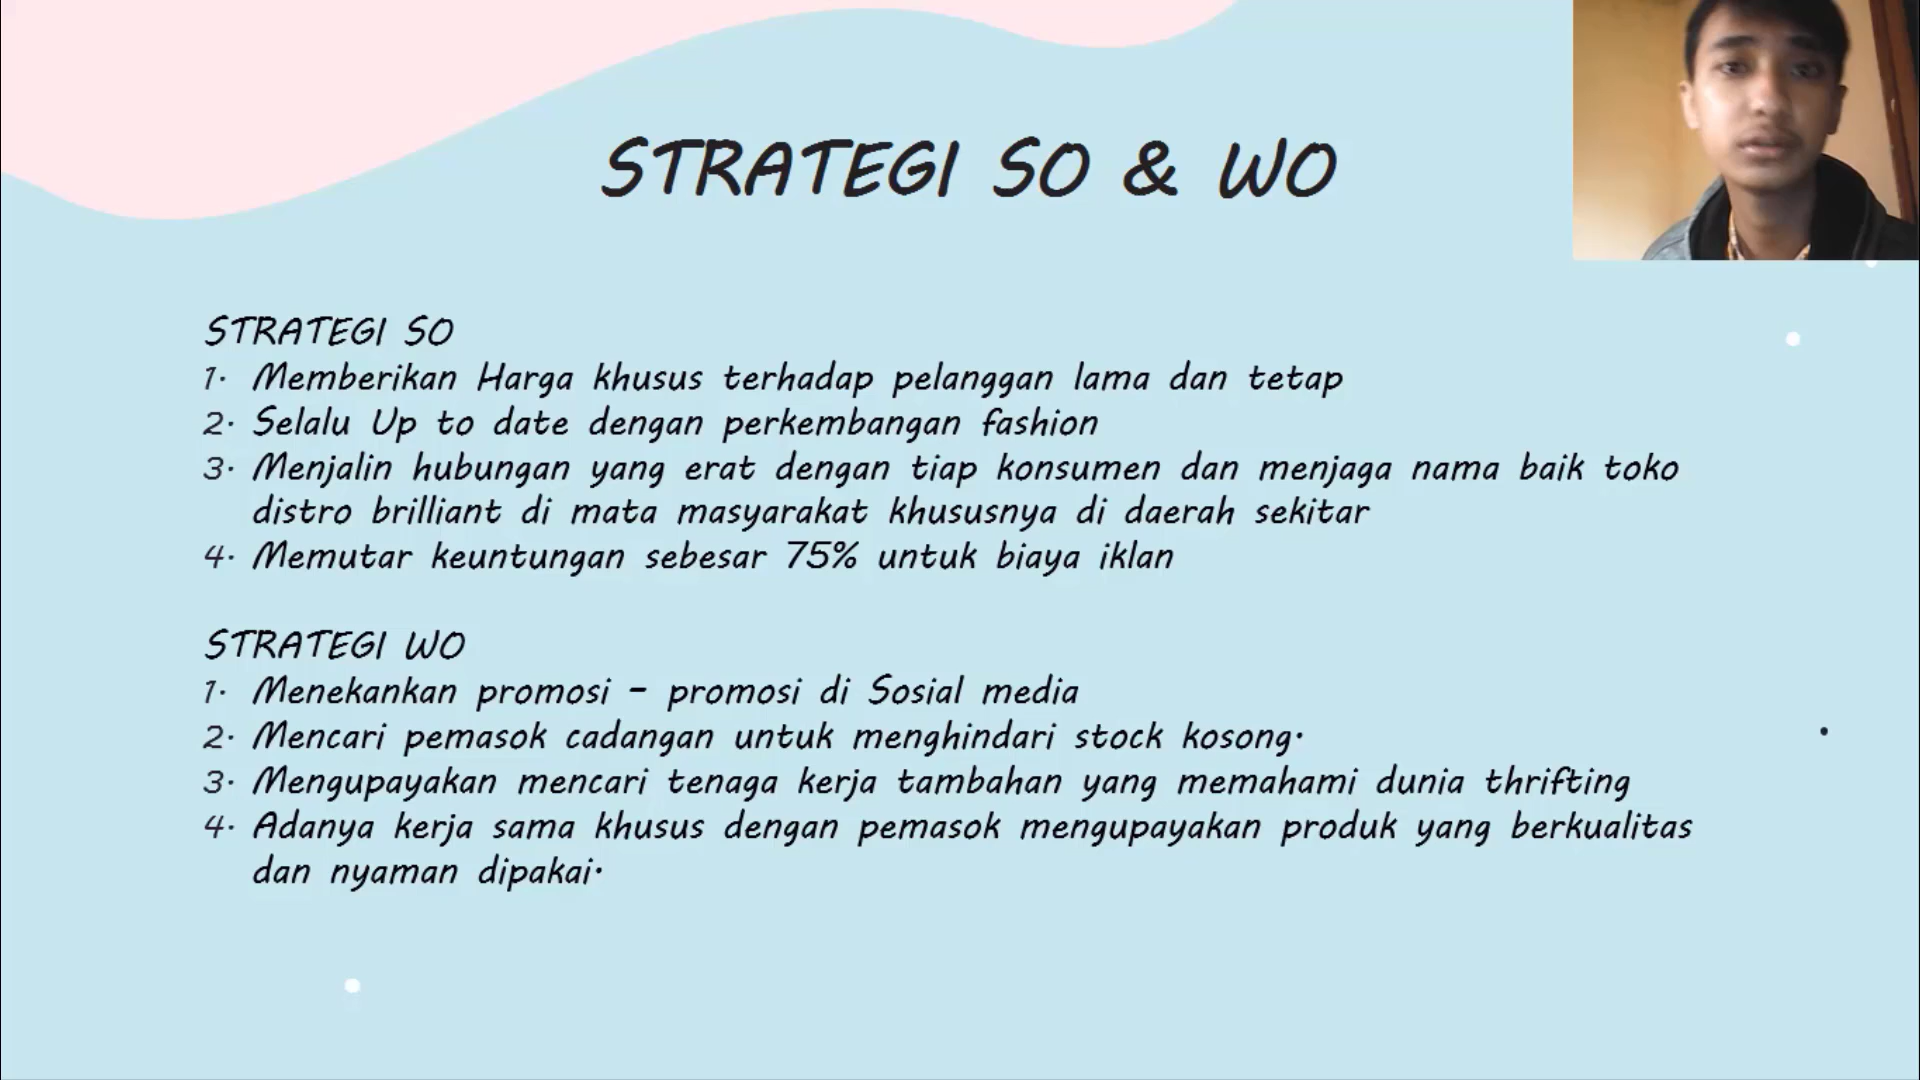 STRATEGI SO & WO
STRATEGI SO
1. Memberikan Harga khusus terhadap pelanggan lama dan tetap
2. Selalu Up to date dengan perkembangan fashion
3. Menjalin hubungan yang erat dengan tiap konsumen dan menjaga nama baik toko
distro brilliant di mata masyarakat khususnya di daerah sekitar
4. Memutar keuntungan sebesar 75% untuk biaya iklan
STRATEGI WO
1. Menekankan promosi - promosi di Sosial media
2. Mencari pemasok cadangan untuk menghindari stock kosong.
3. Mengupayakan mencari tenaga kerja tambahan yang memahami dunia thrifting
4. Adanya kerja sama khusus dengan pemasok mengupayakan produk yang berkualitas
dan nyaman dipakai.